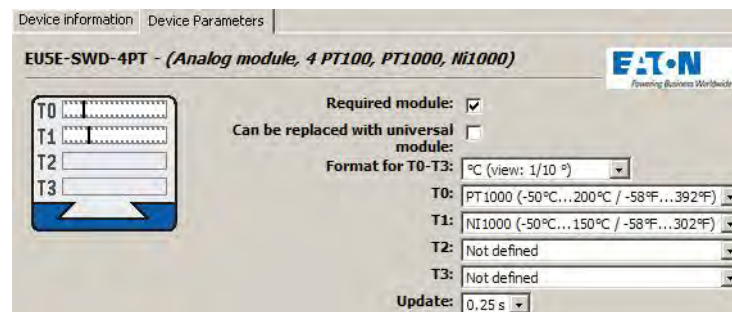 Device information Device Parameters
EU5E-SWD-4PT - (Analog module, 4 PT100, PT1000, Ni1000)
EATON
Powering Business Worldwide
Required module:
Can be replaced with universal
module:
Format for T0-T3: °C (view: 1/10 °)
T0: PT1000 (-50°C...200°C / -58°F...392°F)
T1: NI1000 (-50°C...150°C / -58°F...302°F)
T2: Not defined
T3: Not defined
Update: 0.25 s
T0
T1
T2
T3